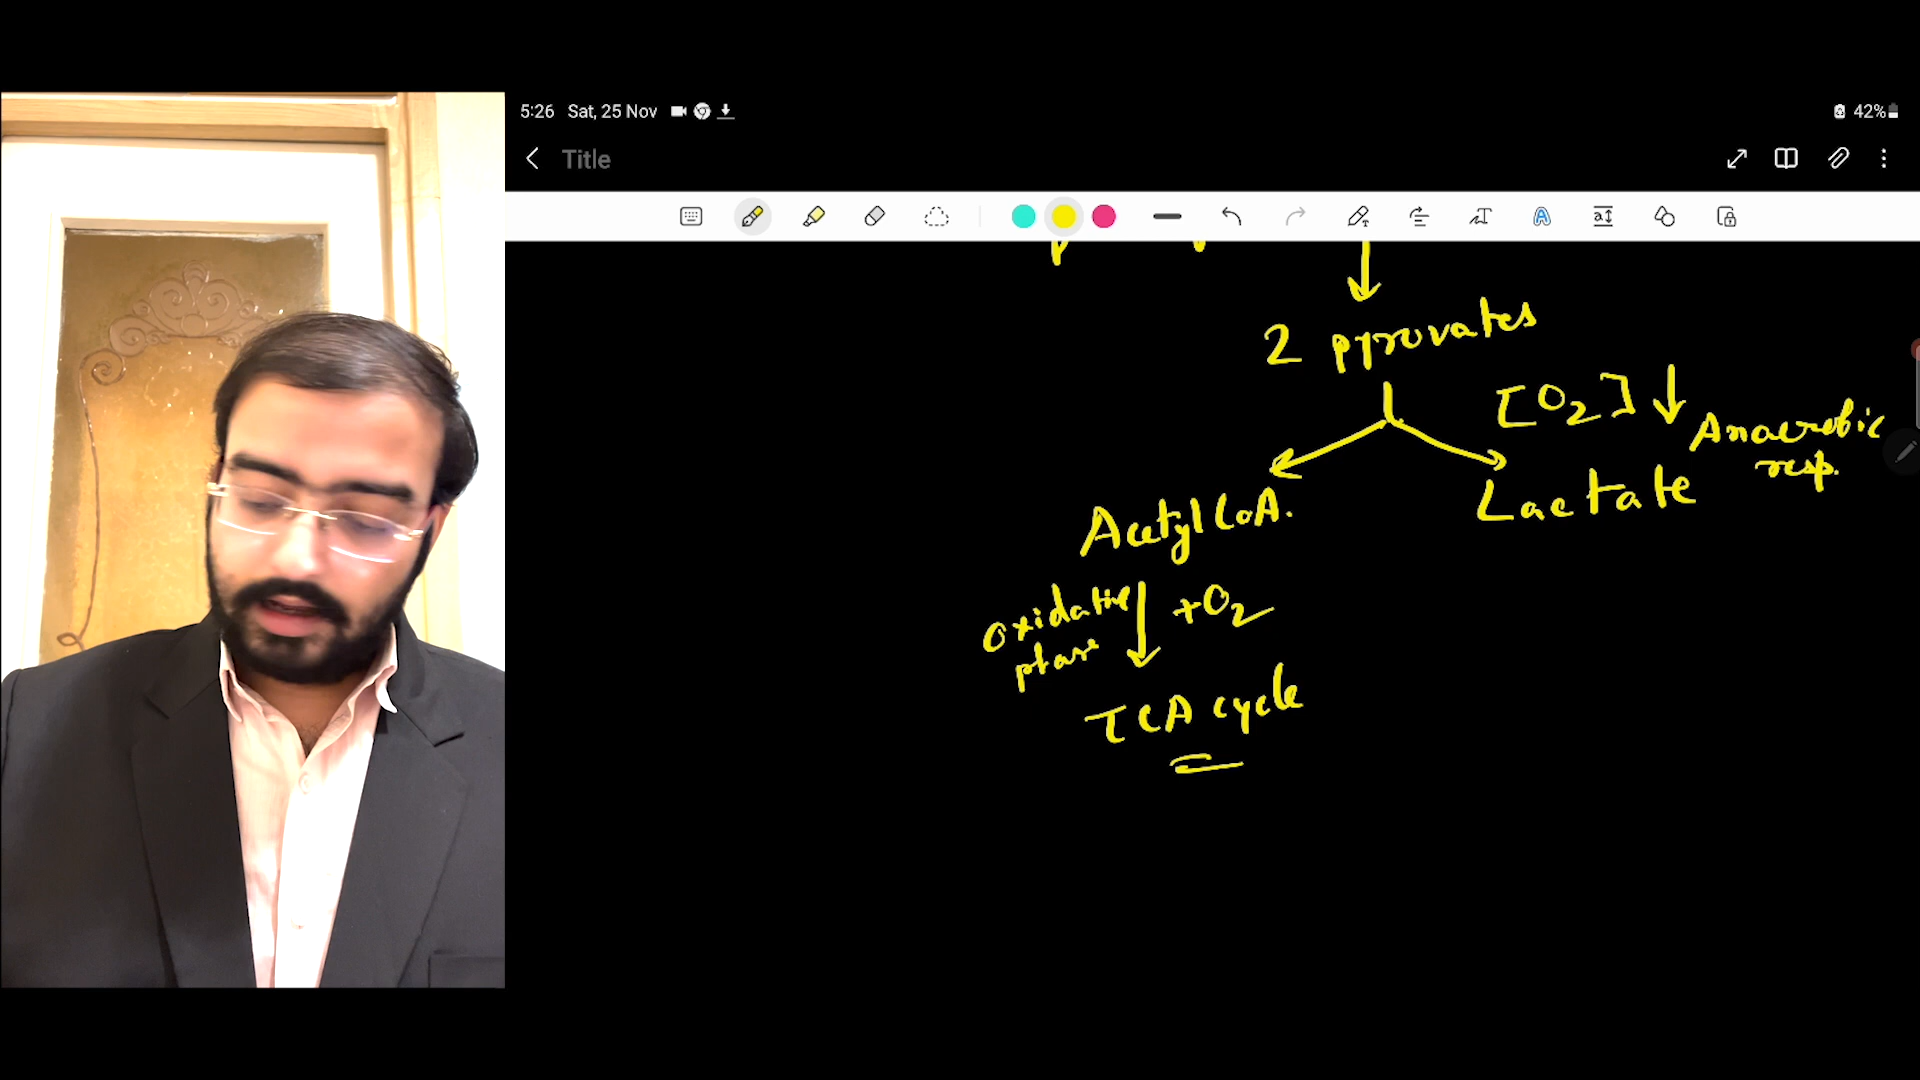 5:26 Sat, 25 Nov 42%
Title
2 pyruvates
[O2] ↓ Anaerobic
resp.
Lactate
Acetyl CoA.
oxidative
phase
+O2
TCA cycle